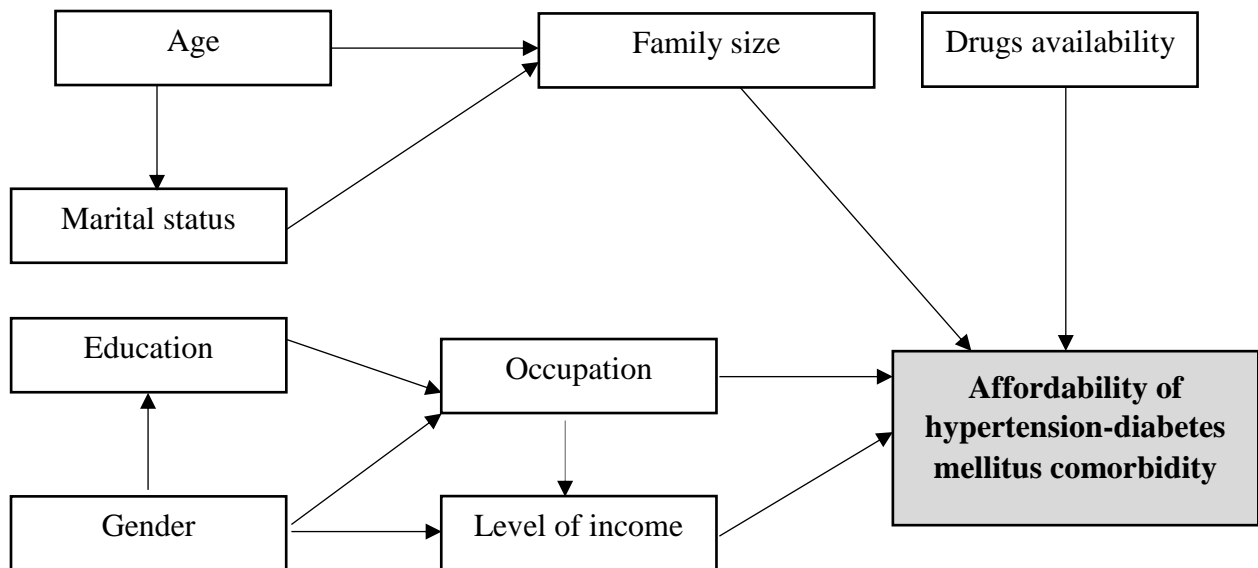 Age
Family size
Drugs availability
Marital status
Education
Occupation
Affordability of
hypertension-diabetes
mellitus comorbidity
Gender
Level of income